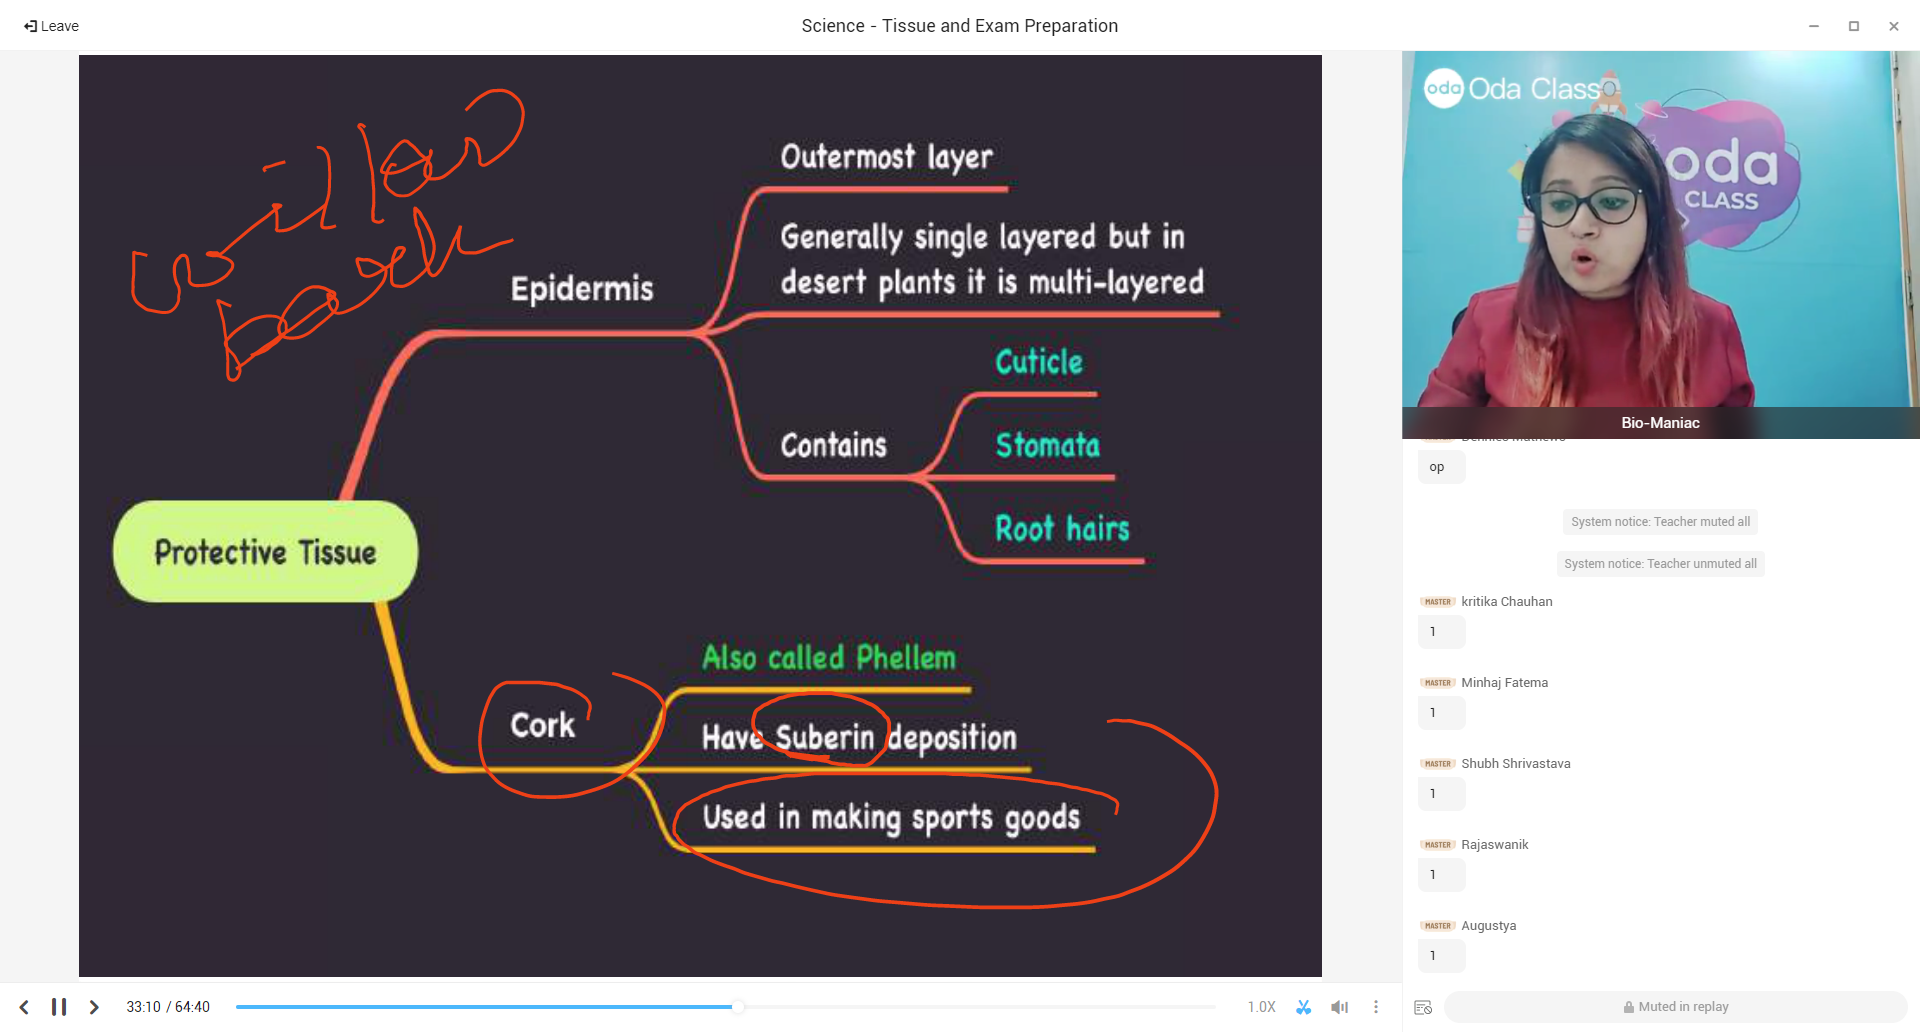 Leave
Science - Tissue and Exam Preparation
Outermost layer
Generally single layered but in
desert plants it is multi-layered
Epidermis
Cuticle
Contains
Stomata
Root hairs
Protective Tissue
Also called Phellem
Cork
Have Suberin deposition
Used in making sports goods
oda Oda Class
oda
CLASS
Bio-Maniac
op
System notice: Teacher muted all
System notice: Teacher unmuted all
MASTER kritika Chauhan
1
MASTER Minhaj Fatema
1
MASTER Shubh Shrivastava
1
MASTER Rajaswanik
1
MASTER Augustya
1
33:10 / 64:40
1.0X
Muted in replay